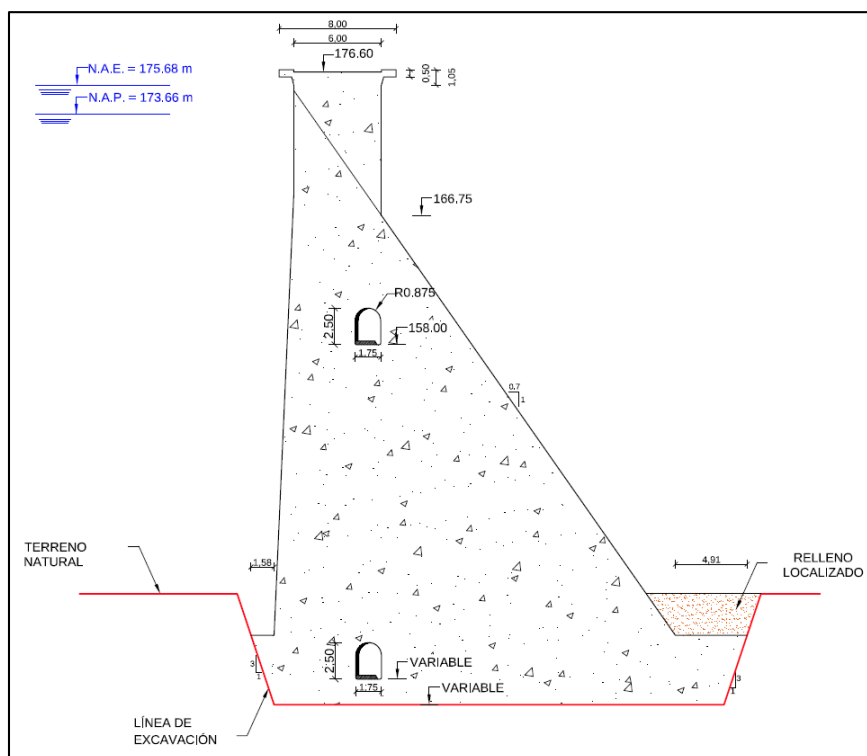 8,00
6,00
176.60
0,50
1,05
N.A.E. = 175.68 m
N.A.P. = 173.66 m
166.75
R0.875
2.50
158.00
1,75
0,7
1
TERRENO
NATURAL
1,58
4,91
RELLENO
LOCALIZADO
3
1
2.50
VARIABLE
1,75
VARIABLE
3
1
LÍNEA DE
EXCAVACIÓN